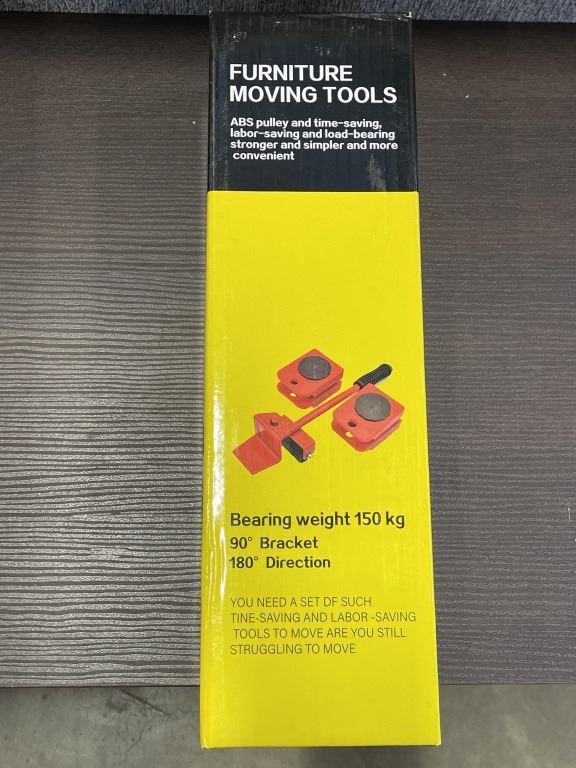 FURNITURE
MOVING TOOLS
ABS pulley and time-saving,
labor-saving and load-bearing
stronger and simpler and more
convenient
Bearing weight 150 kg
90° Bracket
180° Direction
YOU NEED A SET DF SUCH
TINE-SAVING AND LABOR -SAVING
TOOLS TO MOVE ARE YOU STILL
STRUGGLING TO MOVE